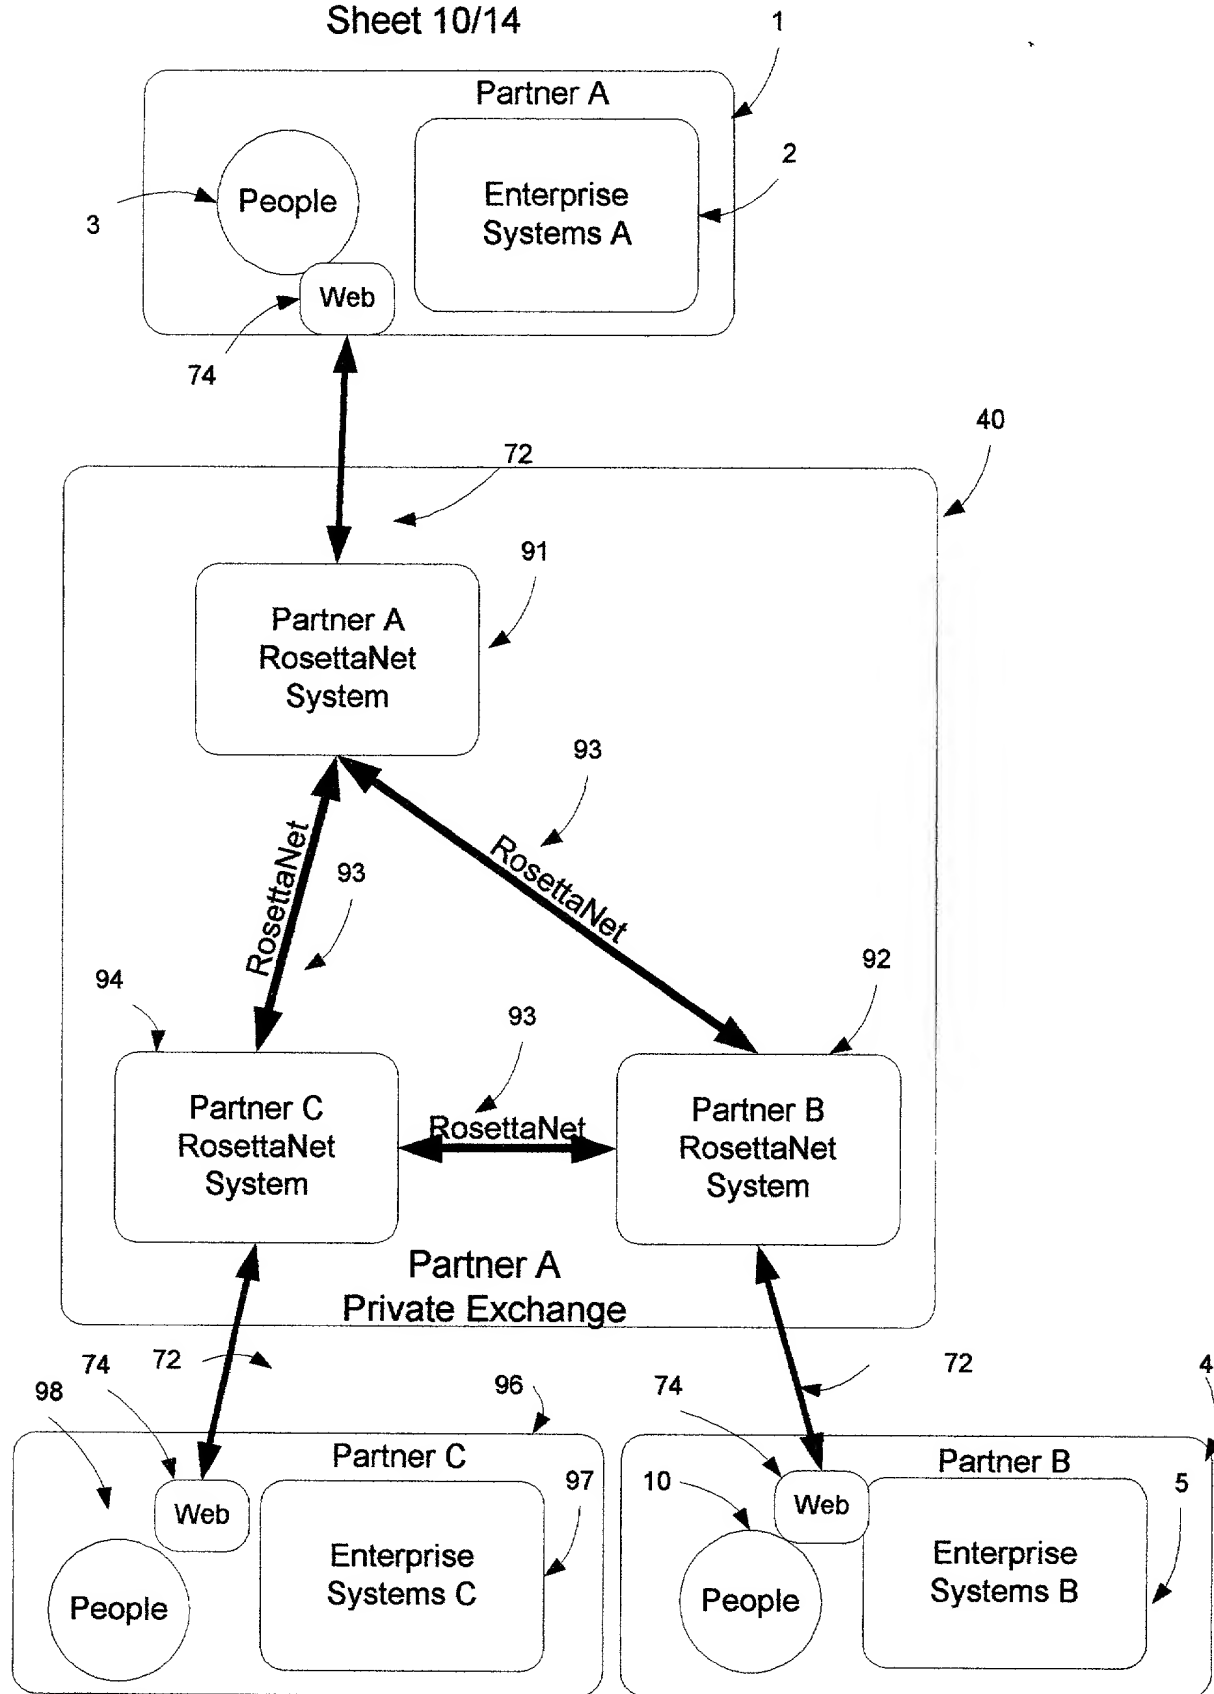 Sheet 10/14
1
Partner A
2
People
Enterprise
Systems A
3
Web
74
40
72
91
Partner A
RosettaNet
System
93
RosettaNet
RosettaNet
93
94
92
93
Partner C
RosettaNet
System
RosettaNet
Partner B
RosettaNet
System
Partner A
Private Exchange
72
74
98
96
74
72
4
Partner C
Partner B
97
10
5
Web
Web
Enterprise
Systems C
Enterprise
Systems B
People
People